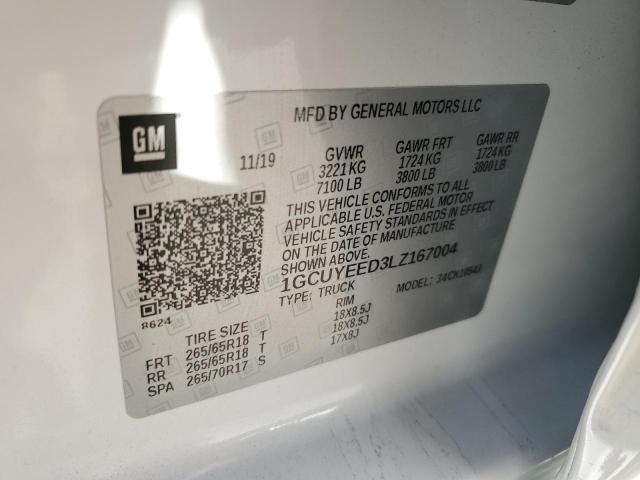 MFD BY GENERAL MOTORS LLC
GM
11/19
GVWR GAWR FRT GAWR RR
3221 KG 1724 KG 1724 KG
7100 LB 3800 LB 3800 LB
THIS VEHICLE CONFORMS TO ALL
APPLICABLE U.S. FEDERAL MOTOR
VEHICLE SAFETY STANDARDS IN EFFECT
ON THE DATE OF MANUFACTURE
SHOWN ABOVE.
1GCUYEED3LZ167004
TYPE: TRUCK MODEL:
R624
TIRE SIZE RIM
FRT 265/65R18 T 18X8.5J
RR 265/65R18 T 18X8.5J
SPA 265/70R17 S 17X8J